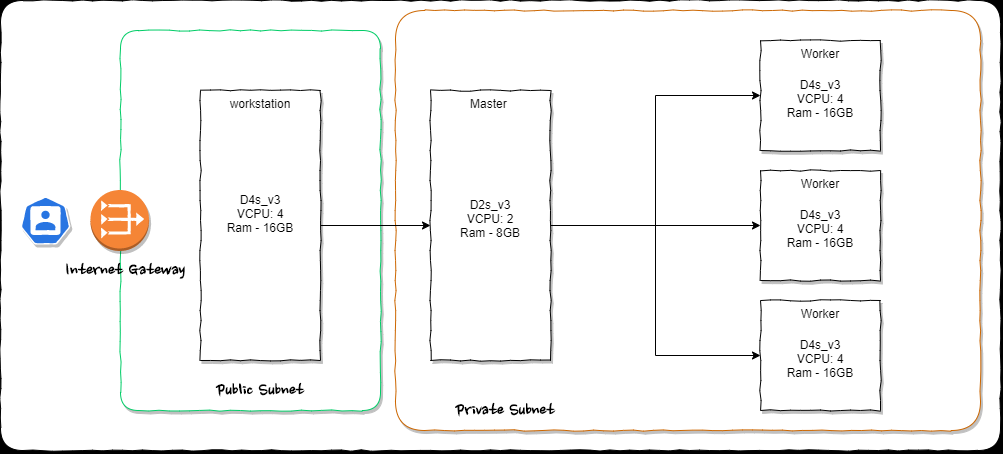 Internet Gateway
workstation
D4s_v3
VCPU: 4
Ram - 16GB
Public Subnet
Master
D2s_v3
VCPU: 2
Ram - 8GB
Private Subnet
Worker
D4s_v3
VCPU: 4
Ram - 16GB
Worker
D4s_v3
VCPU: 4
Ram - 16GB
Worker
D4s_v3
VCPU: 4
Ram - 16GB